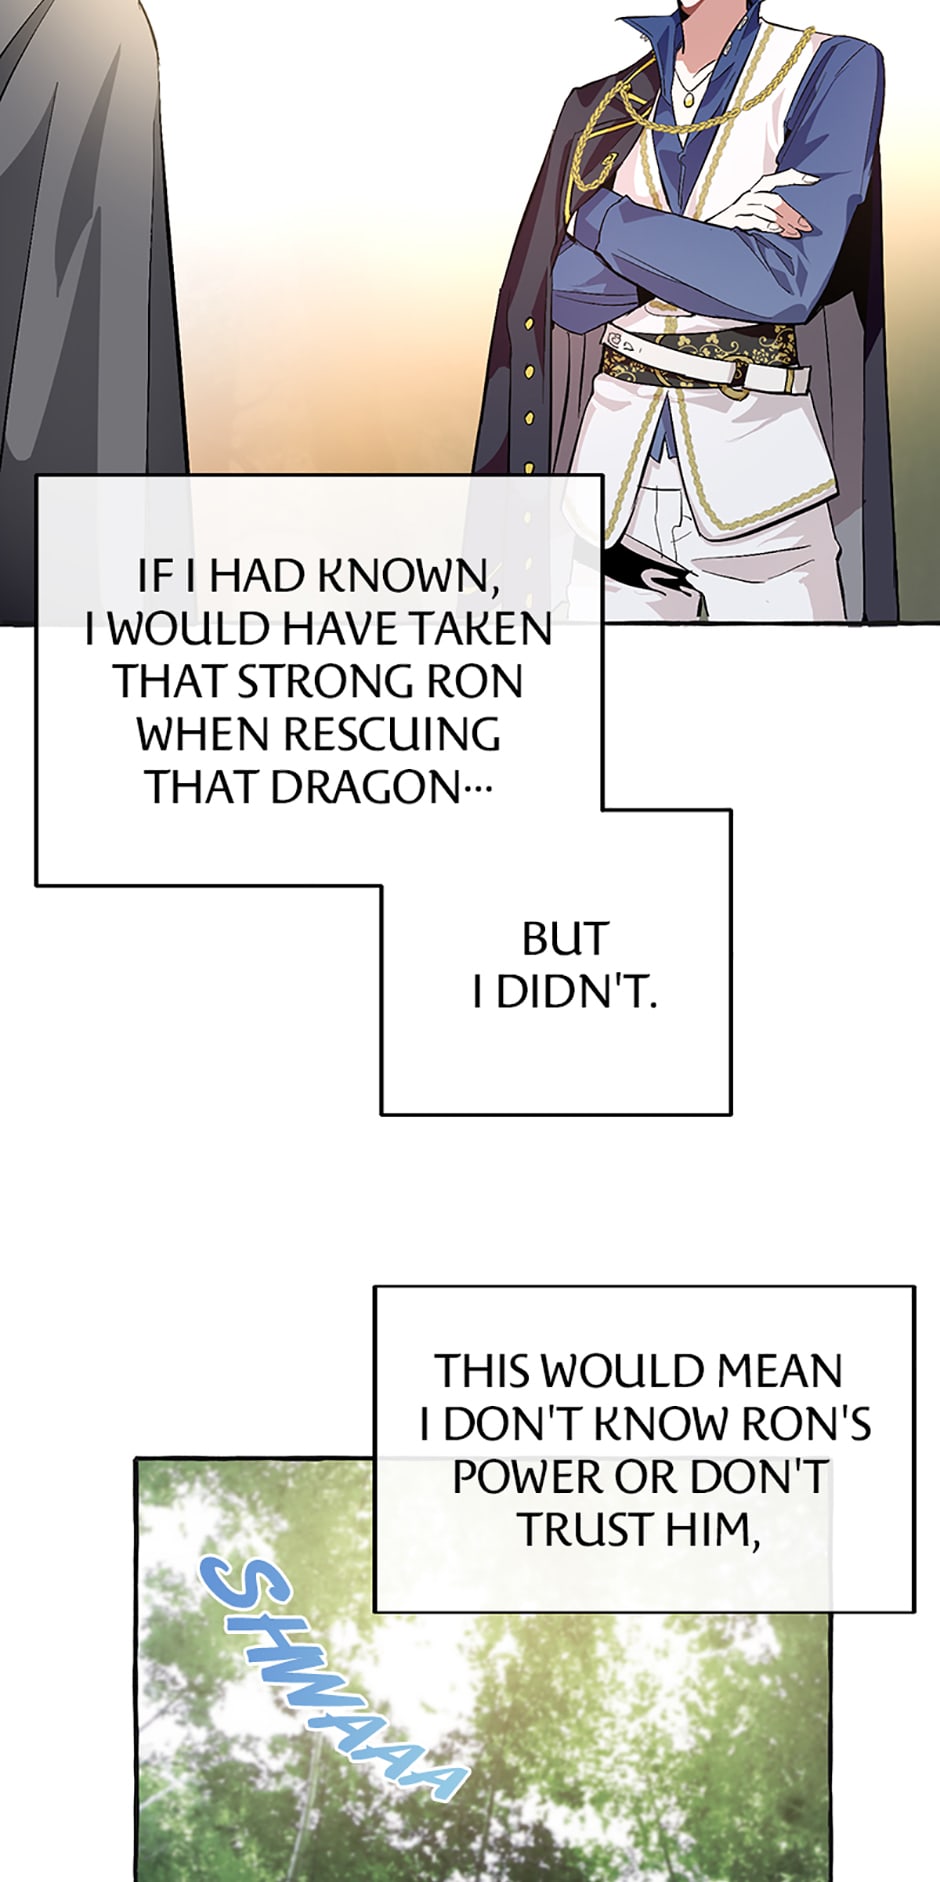 IF I HAD KNOWN,
I WOULD HAVE TAKEN
THAT STRONG RON
WHEN RESCUING
THAT DRAGON···
BUT
I DIDN'T.
THIS WOULD MEAN
I DON'T KNOW RON'S
POWER OR DON'T
TRUST HIM,
SHWAAA